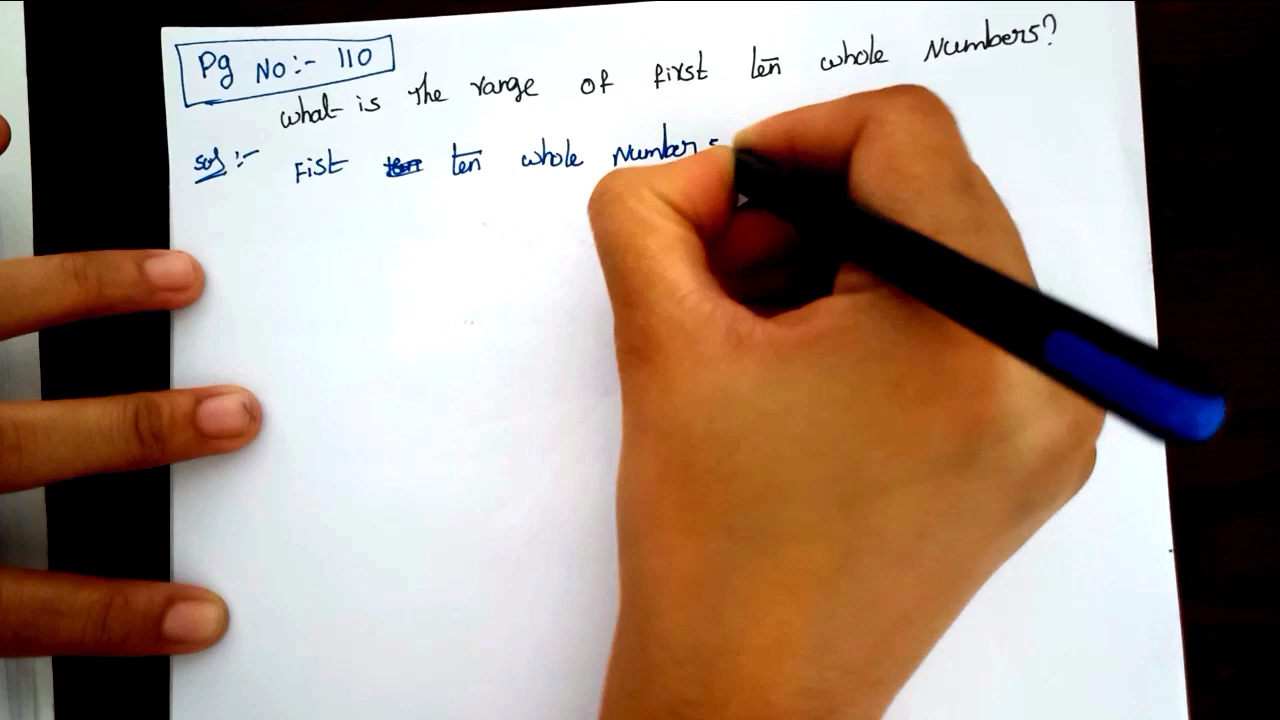 Pg No:- 110
What is the range of first ten whole Numbers?
Sol:- Fist ten whole Numbers